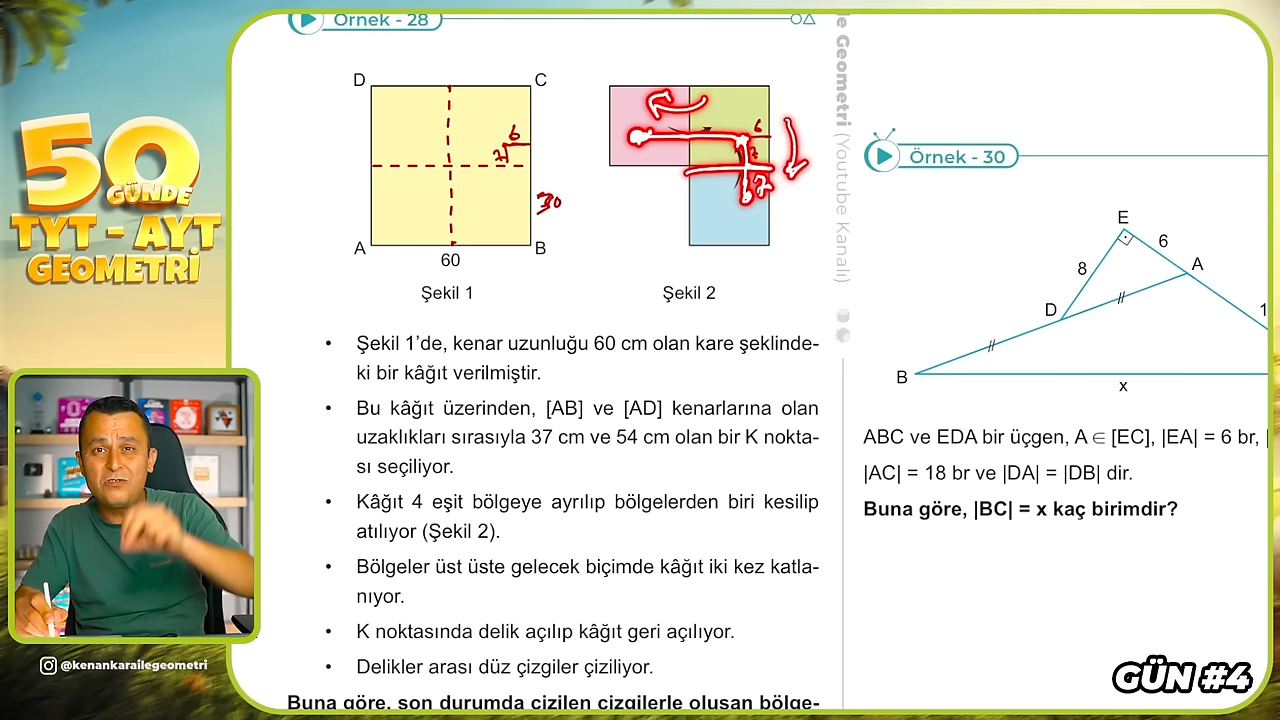 50
GÜNDE
TYT - AYT
GEOMETRİ
@kenankarailegeometri
Örnek - 28
D
C
A
B
6
7
30
60
Şekil 1
6
7
Şekil 2
• Şekil 1’de, kenar uzunluğu 60 cm olan kare şeklinde-
ki bir kâğıt verilmiştir.
• Bu kâğıt üzerinden, [AB] ve [AD] kenarlarına olan
uzaklıkları sırasıyla 37 cm ve 54 cm olan bir K nokta-
sı seçiliyor.
• Kâğıt 4 eşit bölgeye ayrılıp bölgelerden biri kesilip
atılıyor (Şekil 2).
• Bölgeler üst üste gelecek biçimde kâğıt iki kez katla-
nıyor.
• K noktasında delik açılıp kâğıt geri açılıyor.
• Delikler arası düz çizgiler çiziliyor.
Buna göre, son durumda çizilen çizgilerle oluşan bölge-
le Geometri (Youtube Kanalı)
Örnek - 30
E
6
A
8
D
1
B
x
ABC ve EDA bir üçgen, A ∈ [EC], |EA| = 6 br, |
|AC| = 18 br ve |DA| = |DB| dir.
Buna göre, |BC| = x kaç birimdir?
GÜN #4